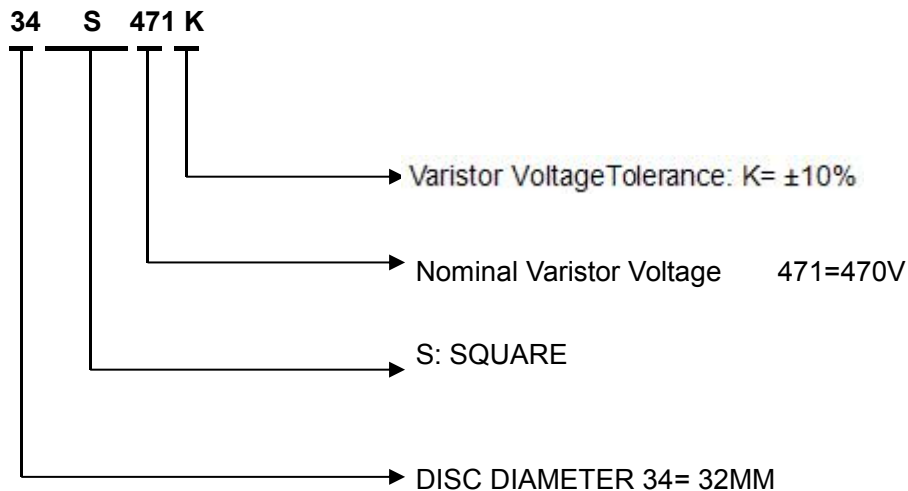 34 S 471 K
Varistor VoltageTolerance: K= ±10%
Nominal Varistor Voltage 471=470V
S: SQUARE
DISC DIAMETER 34= 32MM